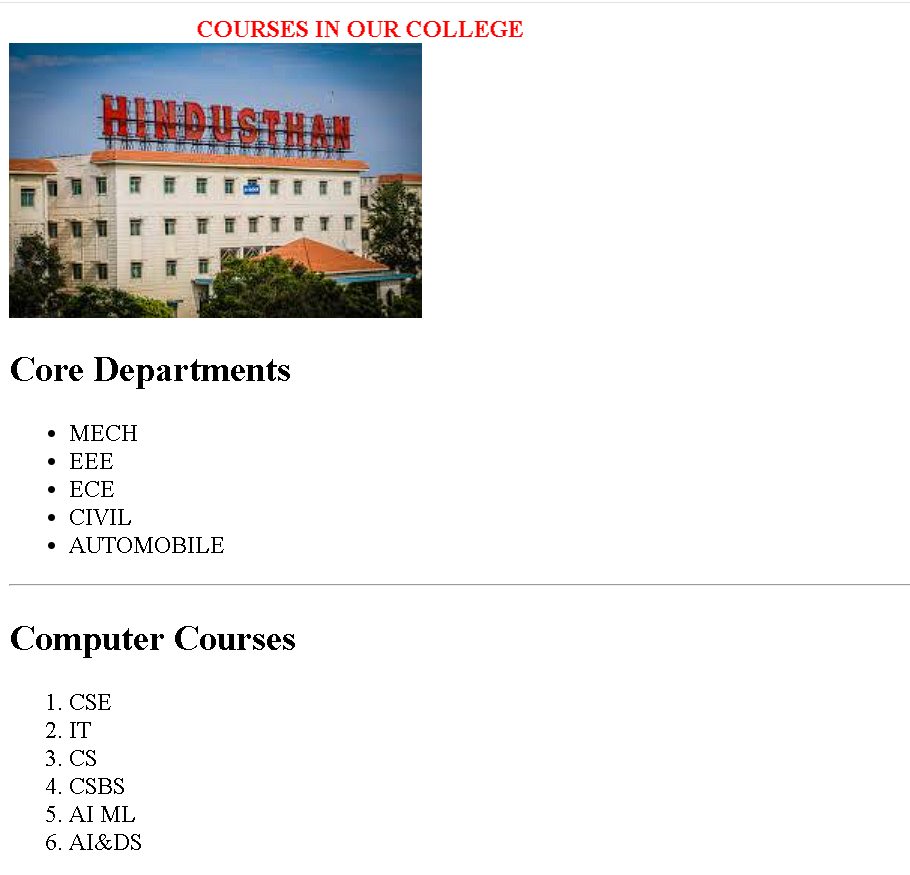 COURSES IN OUR COLLEGE
HINDUSTHAN
Core Departments
• MECH
• EEE
• ECE
• CIVIL
• AUTOMOBILE
Computer Courses
1. CSE
2. IT
3. CS
4. CSBS
5. AI ML
6. AI&DS